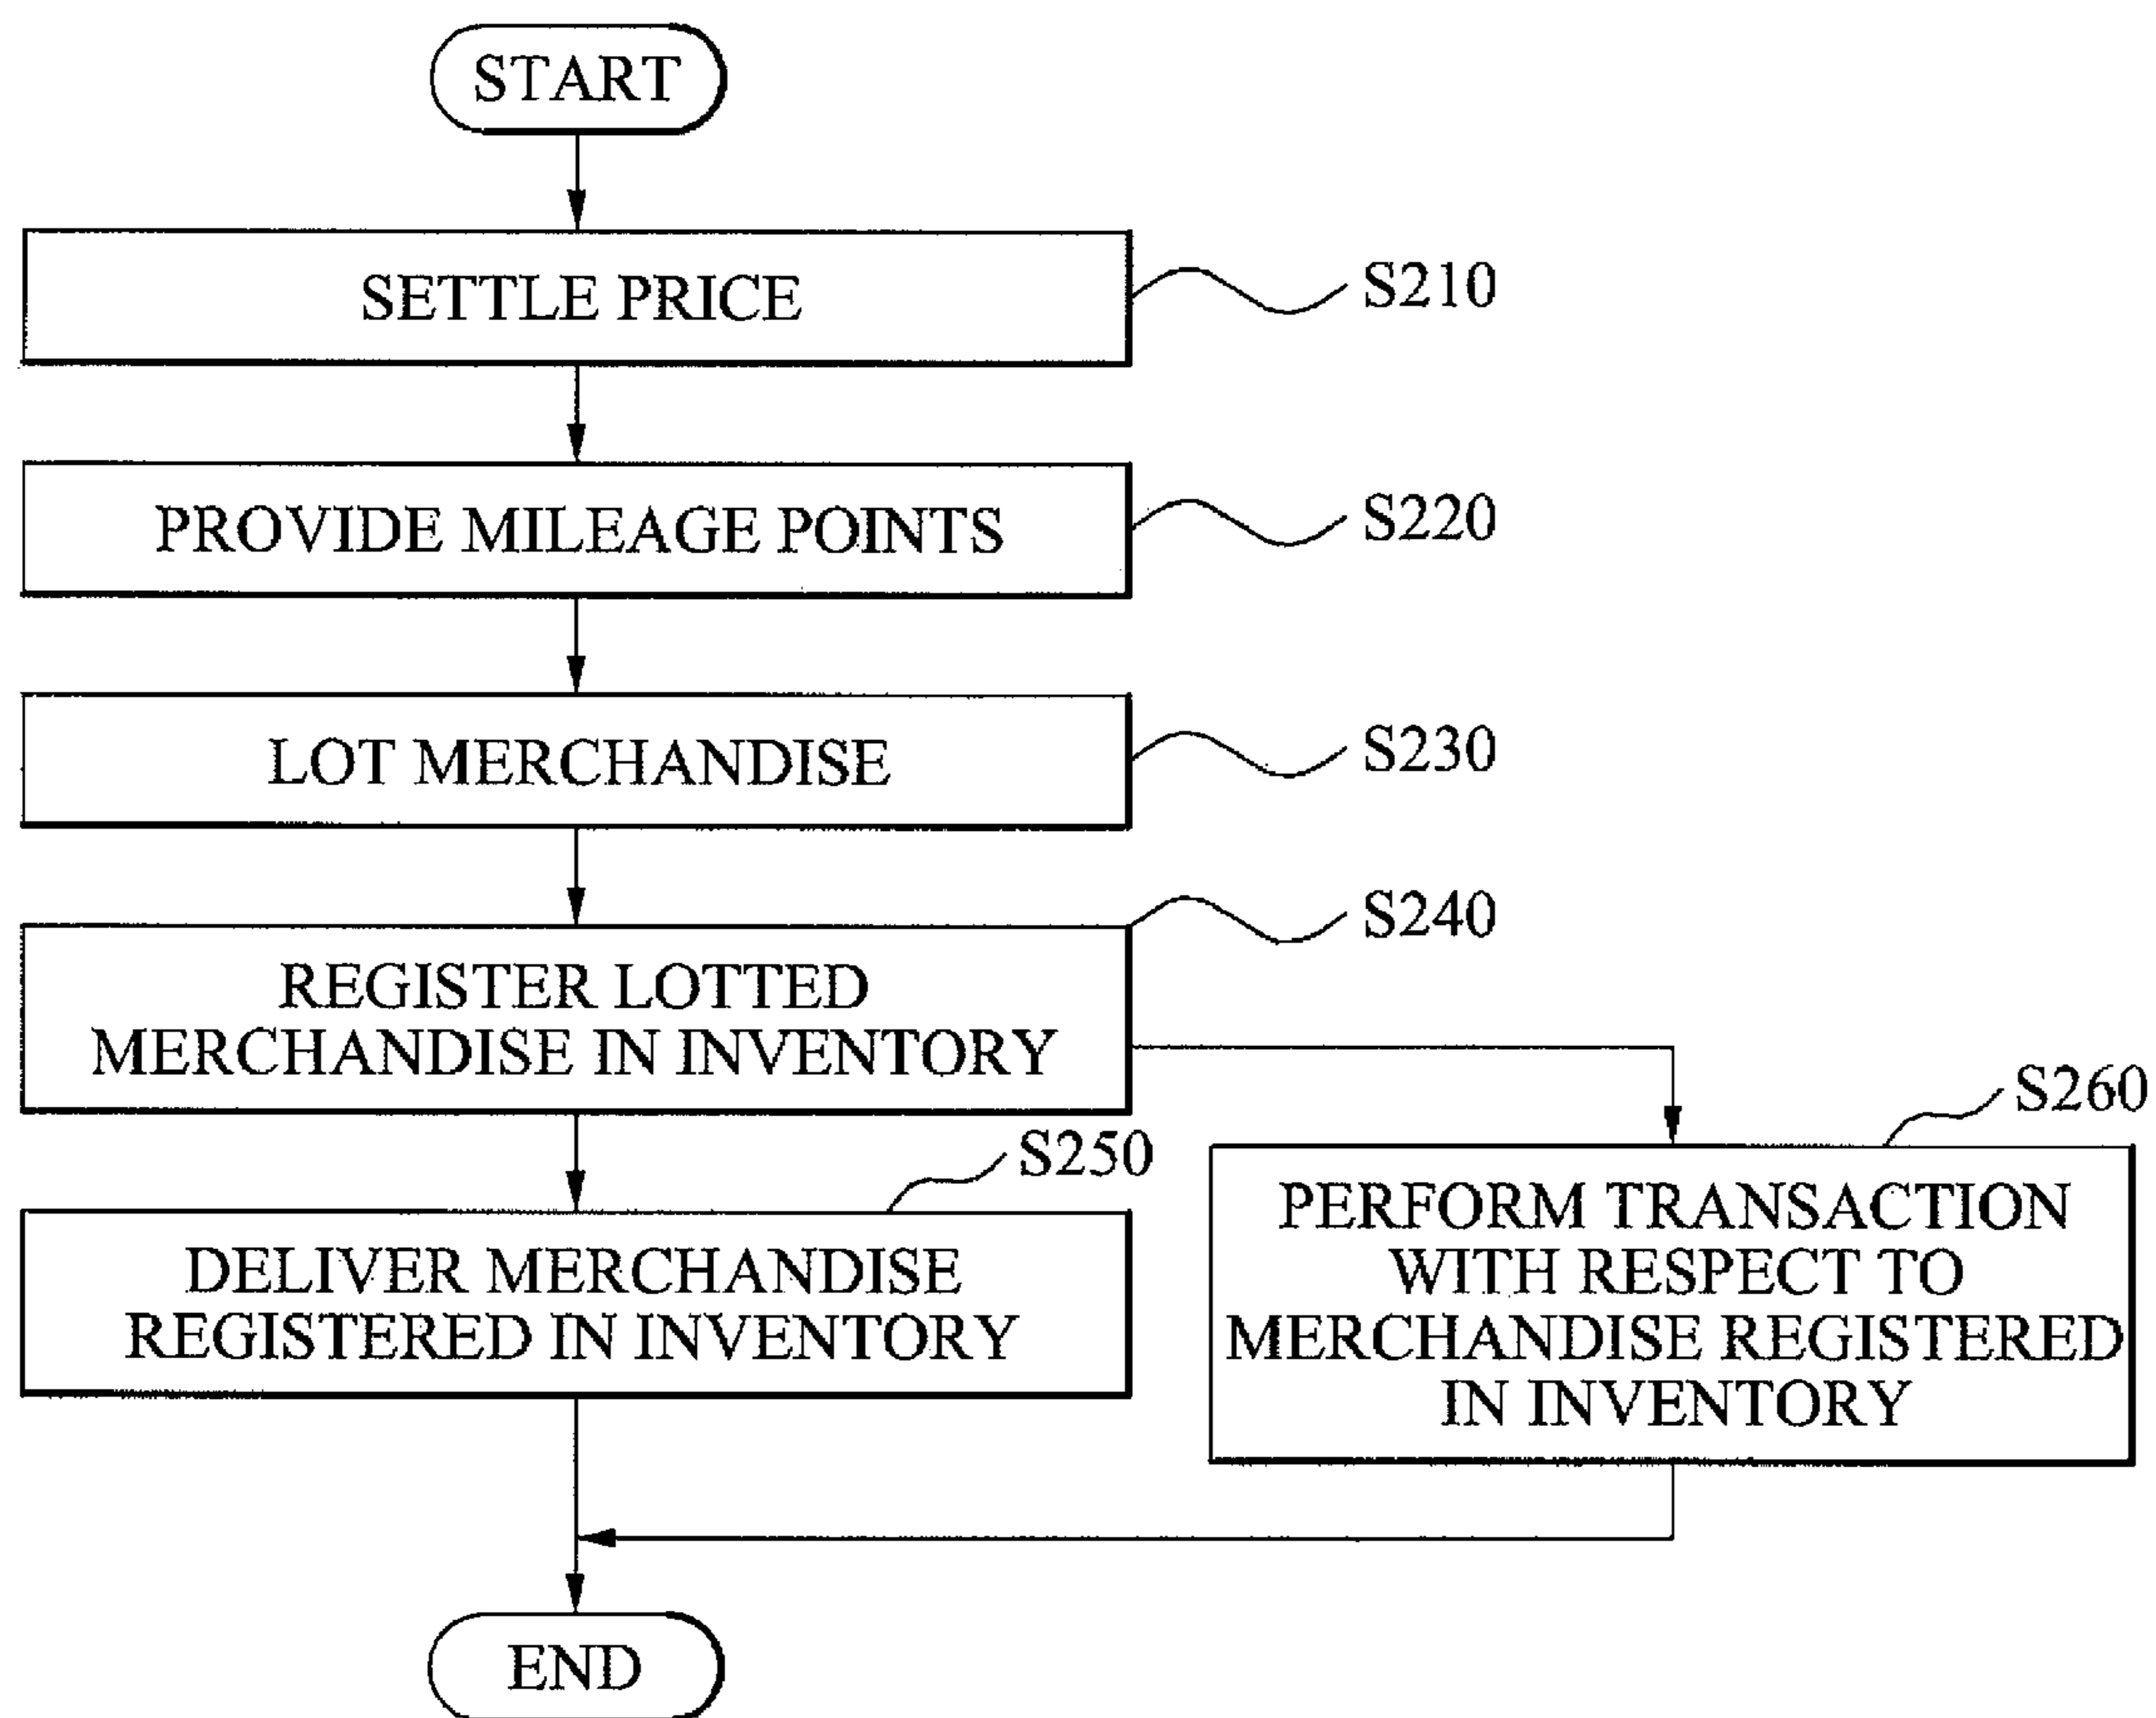 START
SETTLE PRICE
S210
PROVIDE MILEAGE POINTS
S220
LOT MERCHANDISE
S230
S240
REGISTER LOTTED
MERCHANDISE IN INVENTORY
S250
DELIVER MERCHANDISE
REGISTERED IN INVENTORY
S260
PERFORM TRANSACTION
WITH RESPECT TO
MERCHANDISE REGISTERED
IN INVENTORY
END